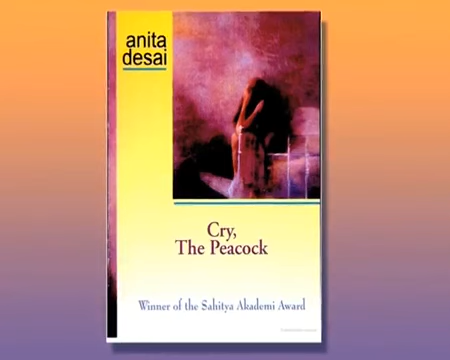 anita
desai
Cry,
The Peacock
Winner of the Sahitya Akademi Award